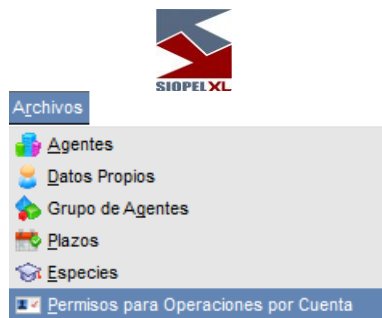 SIOPEL XL
Archivos
Agentes
Datos Propios
Grupo de Agentes
Plazos
Especies
Permisos para Operaciones por Cuenta